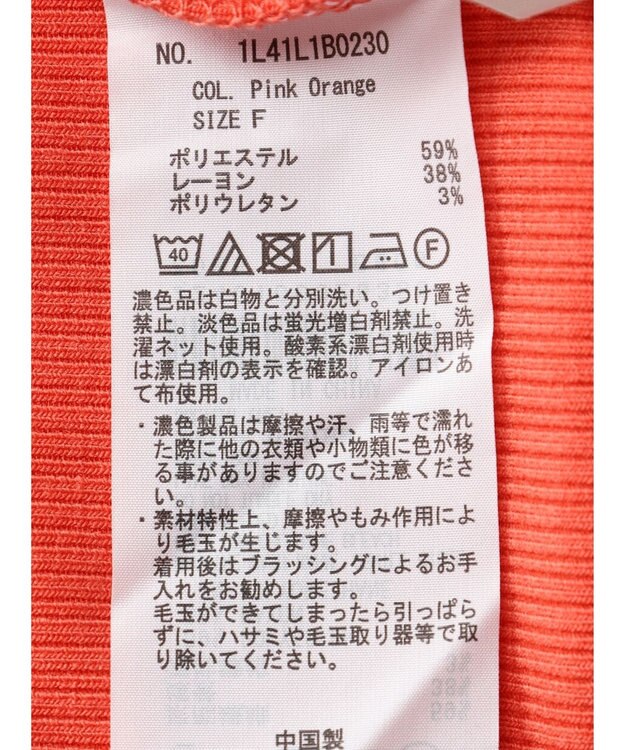 NO. 1L41L1B0230
COL. Pink Orange
SIZE F
ポリエステル 59%
レーヨン 38%
ポリウレタン 3%
40 F
濃色品は白物と分別洗い。つけ置き
禁止。淡色品は蛍光増白剤禁止。洗
濯ネット使用。酸素系漂白剤使用時
は漂白剤の表示を確認。アイロンあ
て布使用。
・濃色製品は摩擦や汗、雨等で濡れ
た際に他の衣類や小物類に色が移
る事がありますのでご注意くださ
い。
・素材特性上、摩擦やもみ作用によ
り毛玉が生じます。
着用後はブラッシングによるお手
入れをお勧めします。
毛玉ができてしまったら引っぱら
ずに、ハサミや毛玉取り器等で取
り除いてください。
中国製